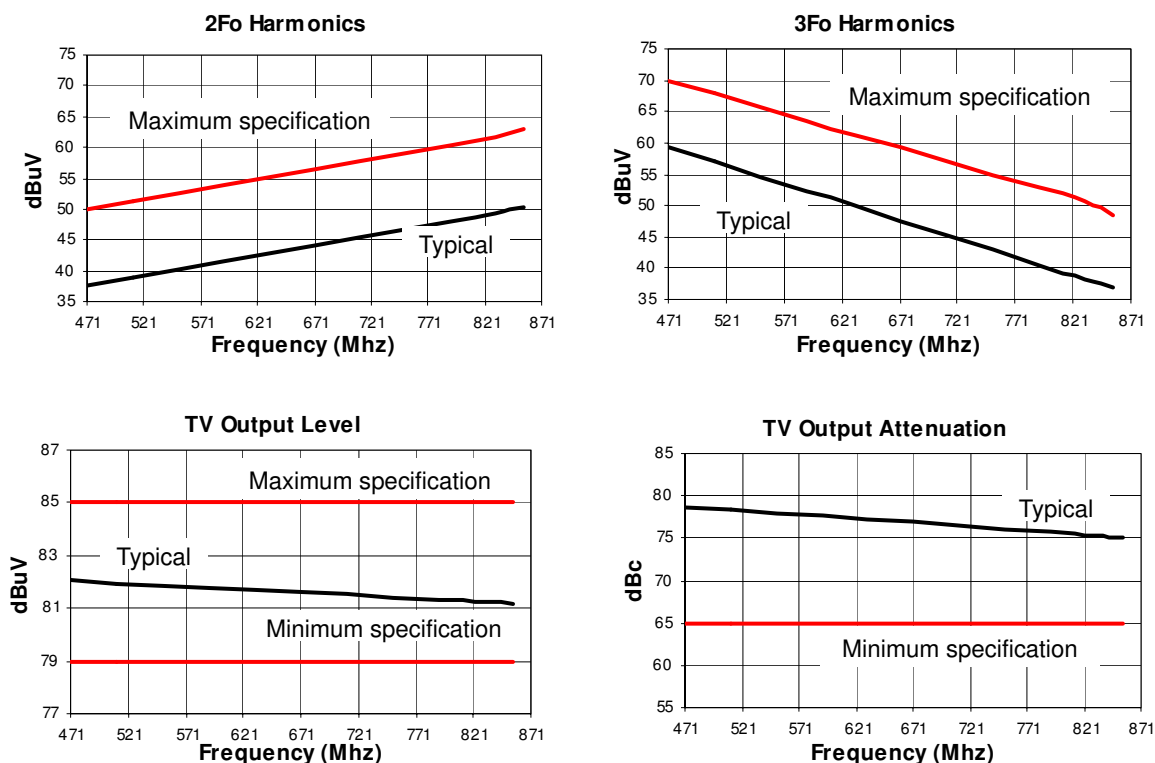 2Fo Harmonics
75
70
65
60
55
50
45
40
35
dBuV
Maximum specification
Typical
471 521 571 621 671 721 771 821 871
Frequency (Mhz)
3Fo Harmonics
75
70
65
60
55
50
45
40
35
dBuV
Maximum specification
Typical
471 521 571 621 671 721 771 821 871
Frequency (Mhz)
TV Output Level
87
85
83
81
79
77
dBuV
Maximum specification
Typical
Minimum specification
471 521 571 621 671 721 771 821 871
Frequency (Mhz)
TV Output Attenuation
85
80
75
70
65
60
55
dBc
Typical
Minimum specification
471 521 571 621 671 721 771 821 871
Frequency (Mhz)